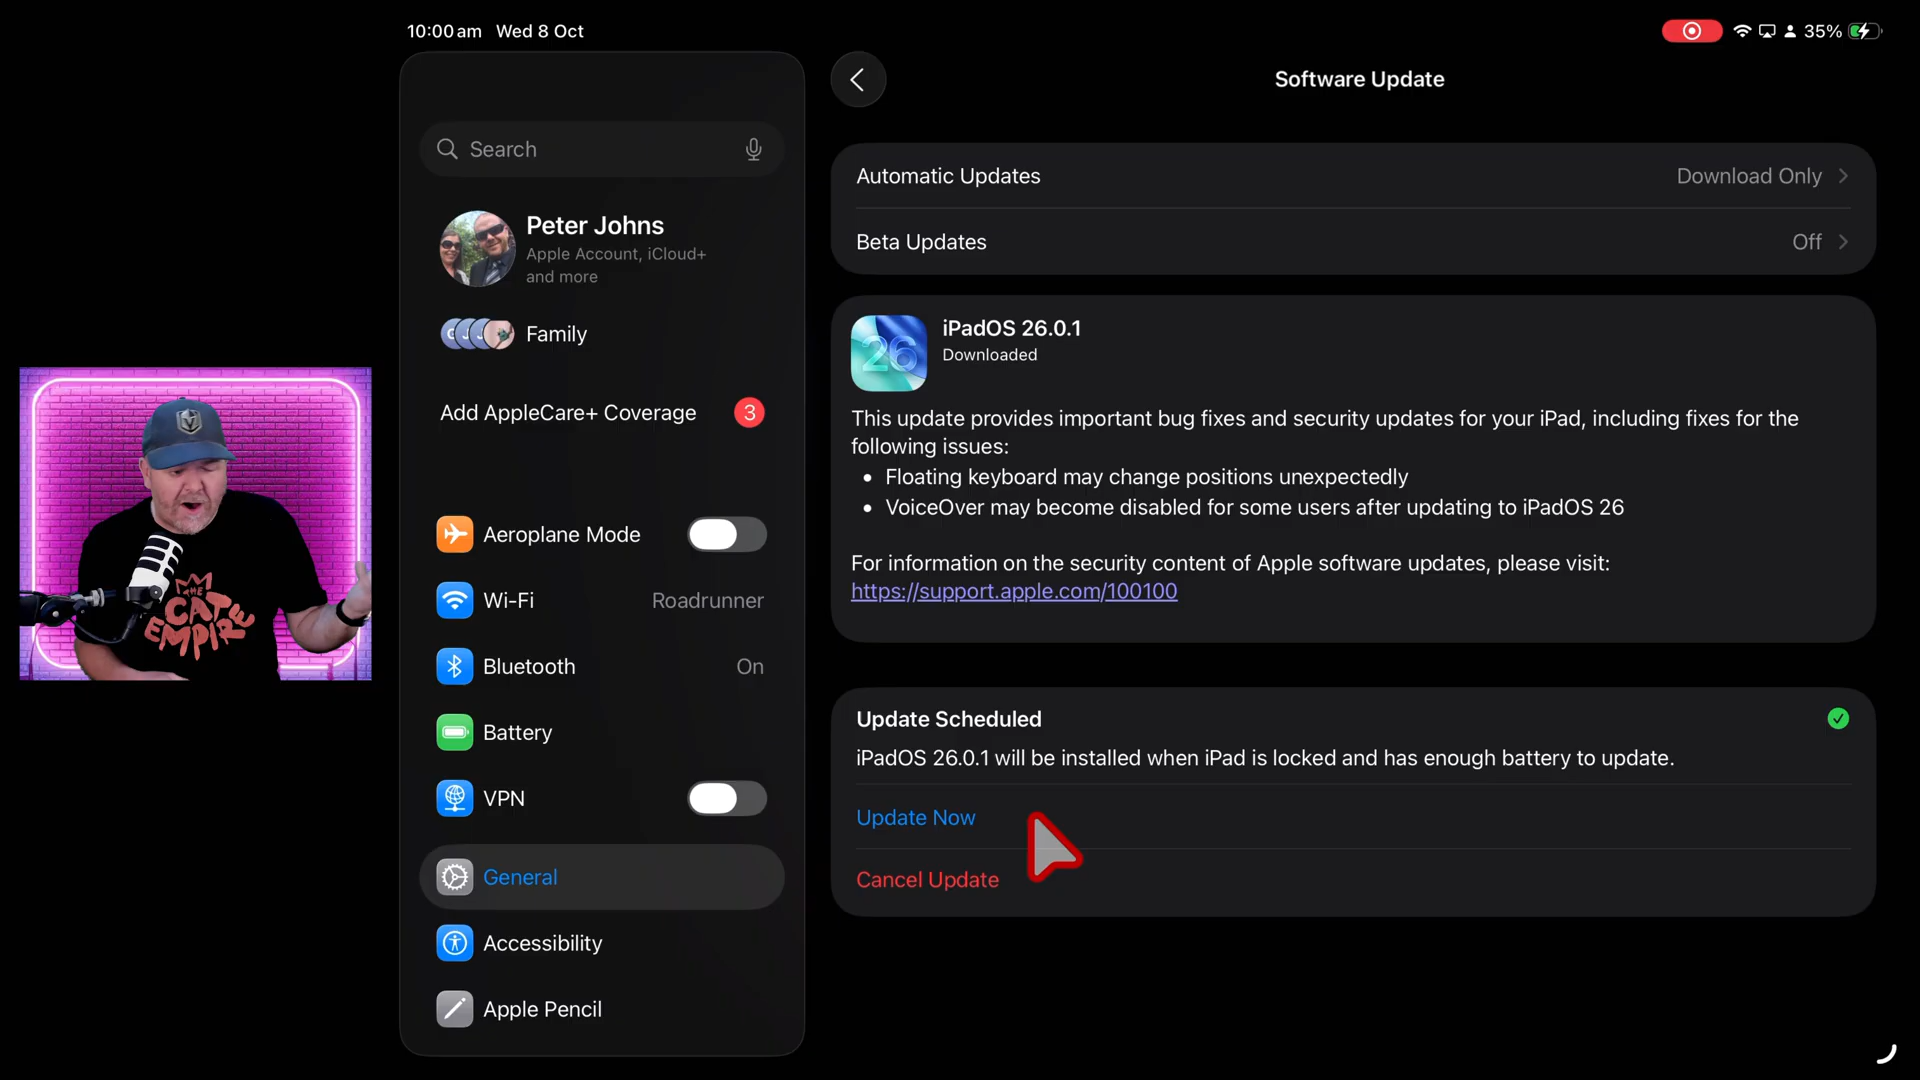 10:00 am Wed 8 Oct
35%
Search
Peter Johns
Apple Account, iCloud+
and more
Family
Add AppleCare+ Coverage 3
Aeroplane Mode
Wi-Fi Roadrunner
Bluetooth On
Battery
VPN
General
Accessibility
Apple Pencil
Software Update
Automatic Updates Download Only
Beta Updates Off
26
iPadOS 26.0.1
Downloaded
This update provides important bug fixes and security updates for your iPad, including fixes for the
following issues:
• Floating keyboard may change positions unexpectedly
• VoiceOver may become disabled for some users after updating to iPadOS 26
For information on the security content of Apple software updates, please visit:
https://support.apple.com/100100
Update Scheduled
iPadOS 26.0.1 will be installed when iPad is locked and has enough battery to update.
Update Now
Cancel Update
THE
CAT
EMPIRE